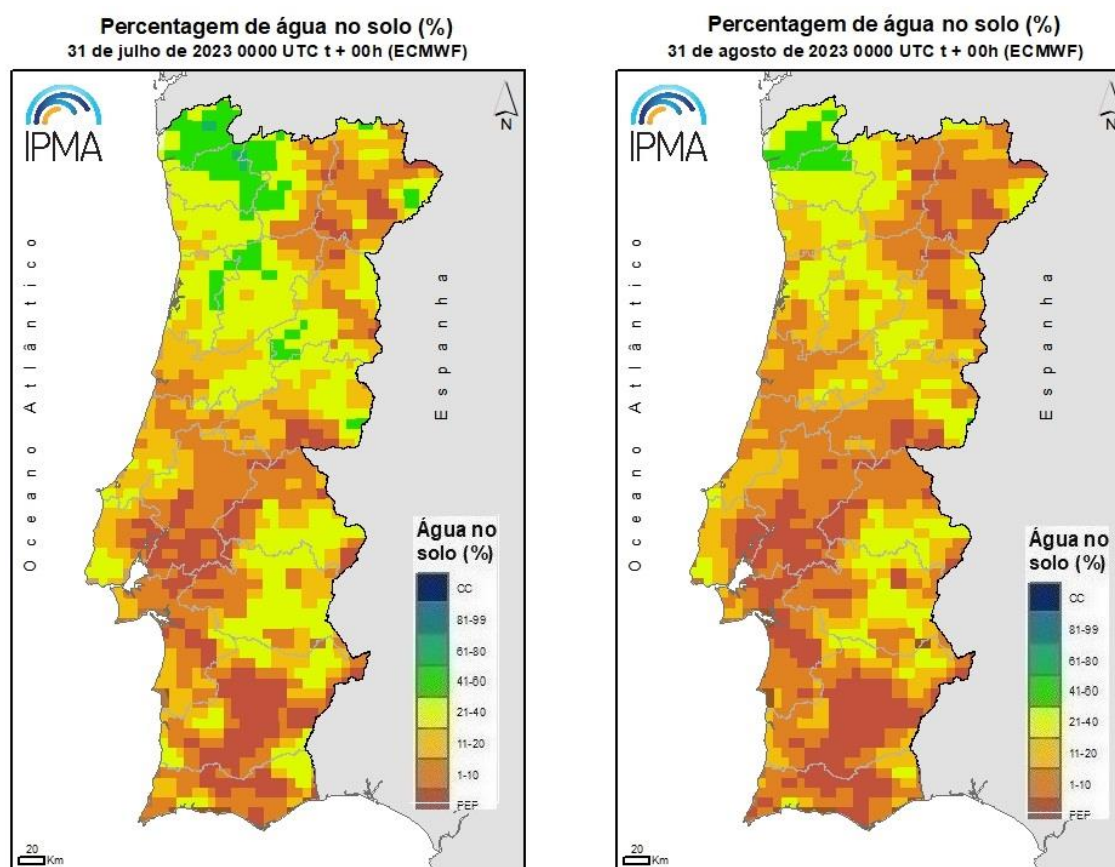 Percentagem de água no solo (%)
31 de julho de 2023 0000 UTC t + 00h (ECMWF)
IPMA
N
Oceano Atlântico
Espanha
Água no
solo (%)
CC
81-99
61-80
41-60
21-40
11-20
1-10
PEP
20
Km
Percentagem de água no solo (%)
31 de agosto de 2023 0000 UTC t + 00h (ECMWF)
IPMA
N
Oceano Atlântico
Espanha
Água no
solo (%)
CC
81-99
61-80
41-60
21-40
11-20
1-10
PEP
20
Km